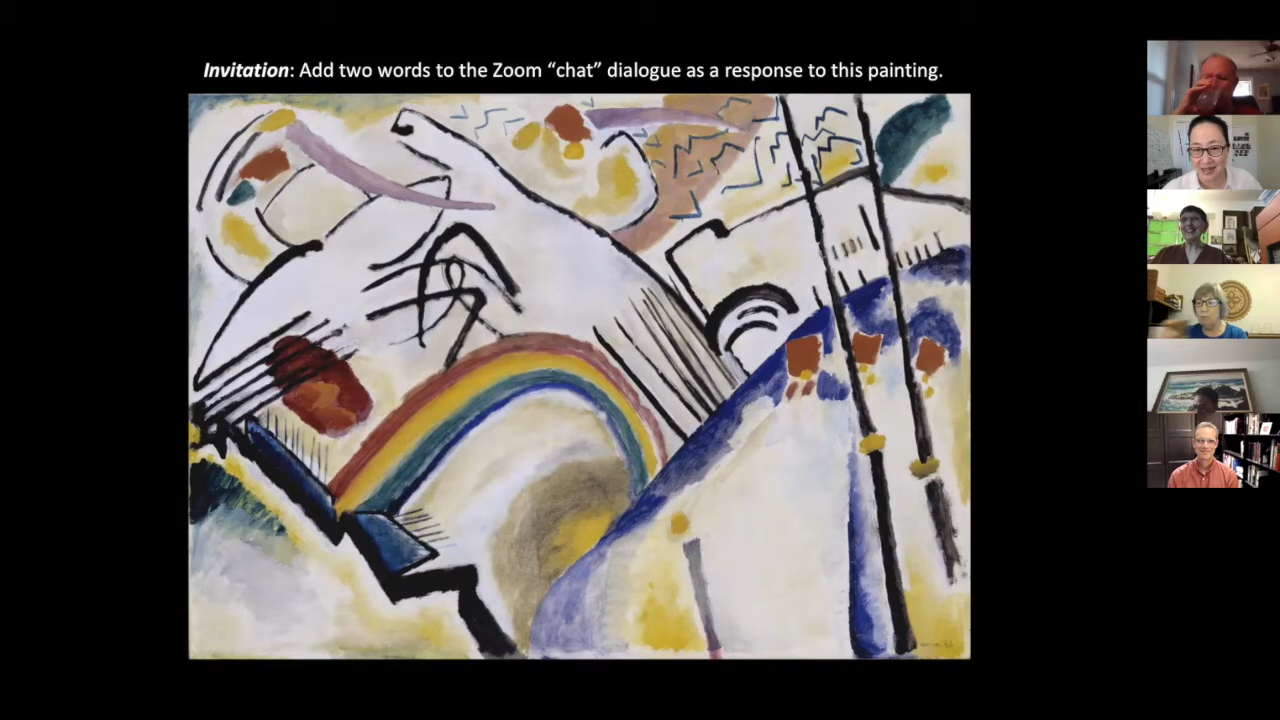 Invitation: Add two words to the Zoom “chat” dialogue as a response to this painting.